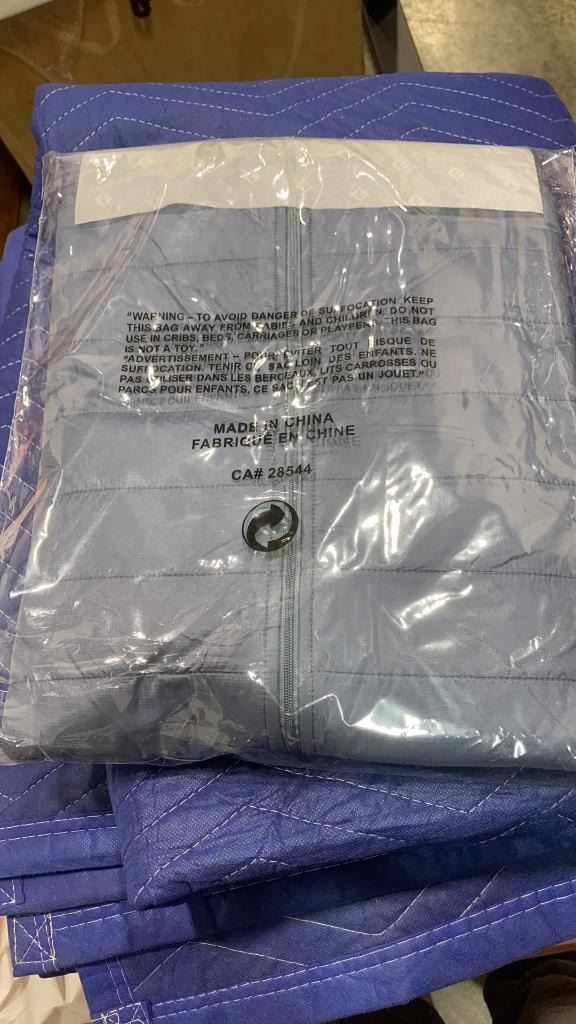 "WARNING – TO AVOID DANGER OF SUFFOCATION, KEEP
THIS BAG AWAY FROM BABIES AND CHILDREN. DO NOT
USE IN CRIBS, BEDS, CARRIAGES OR PLAYPENS. THIS BAG
IS NOT A TOY."
"ADVERTISSEMENT – POUR EVITER TOUT RISQUE DE
SUFFOCATION. TENIR CE SAC LOIN DES ENFANTS. NE
PAS UTILISER DANS LES BERCEAUX, LITS CARROSSES OU
PARCS POUR ENFANTS, CE SAC N'EST PAS UN JOUET."
MADE IN CHINA
FABRIQUÉ EN CHINE
CA# 28544